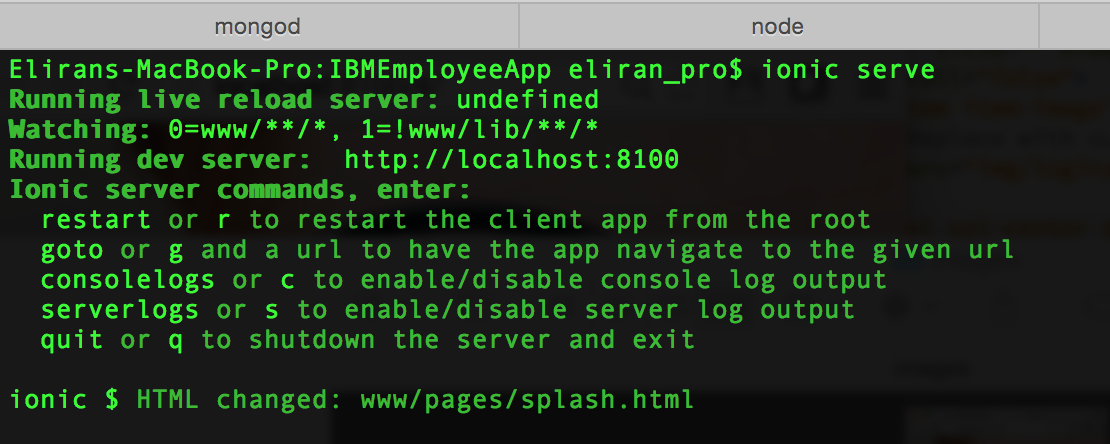 mongod
node
Elirans-MacBook-Pro:IBMEmployeeApp eliran_pro$ ionic serve
Running live reload server: undefined
Watching: 0=www/**/*, 1=!www/lib/**/*
Running dev server:  http://localhost:8100
Ionic server commands, enter:
  restart or r to restart the client app from the root
  goto or g and a url to have the app navigate to the given url
  consolelogs or c to enable/disable console log output
  serverlogs or s to enable/disable server log output
  quit or q to shutdown the server and exit
ionic $ HTML changed: www/pages/splash.html